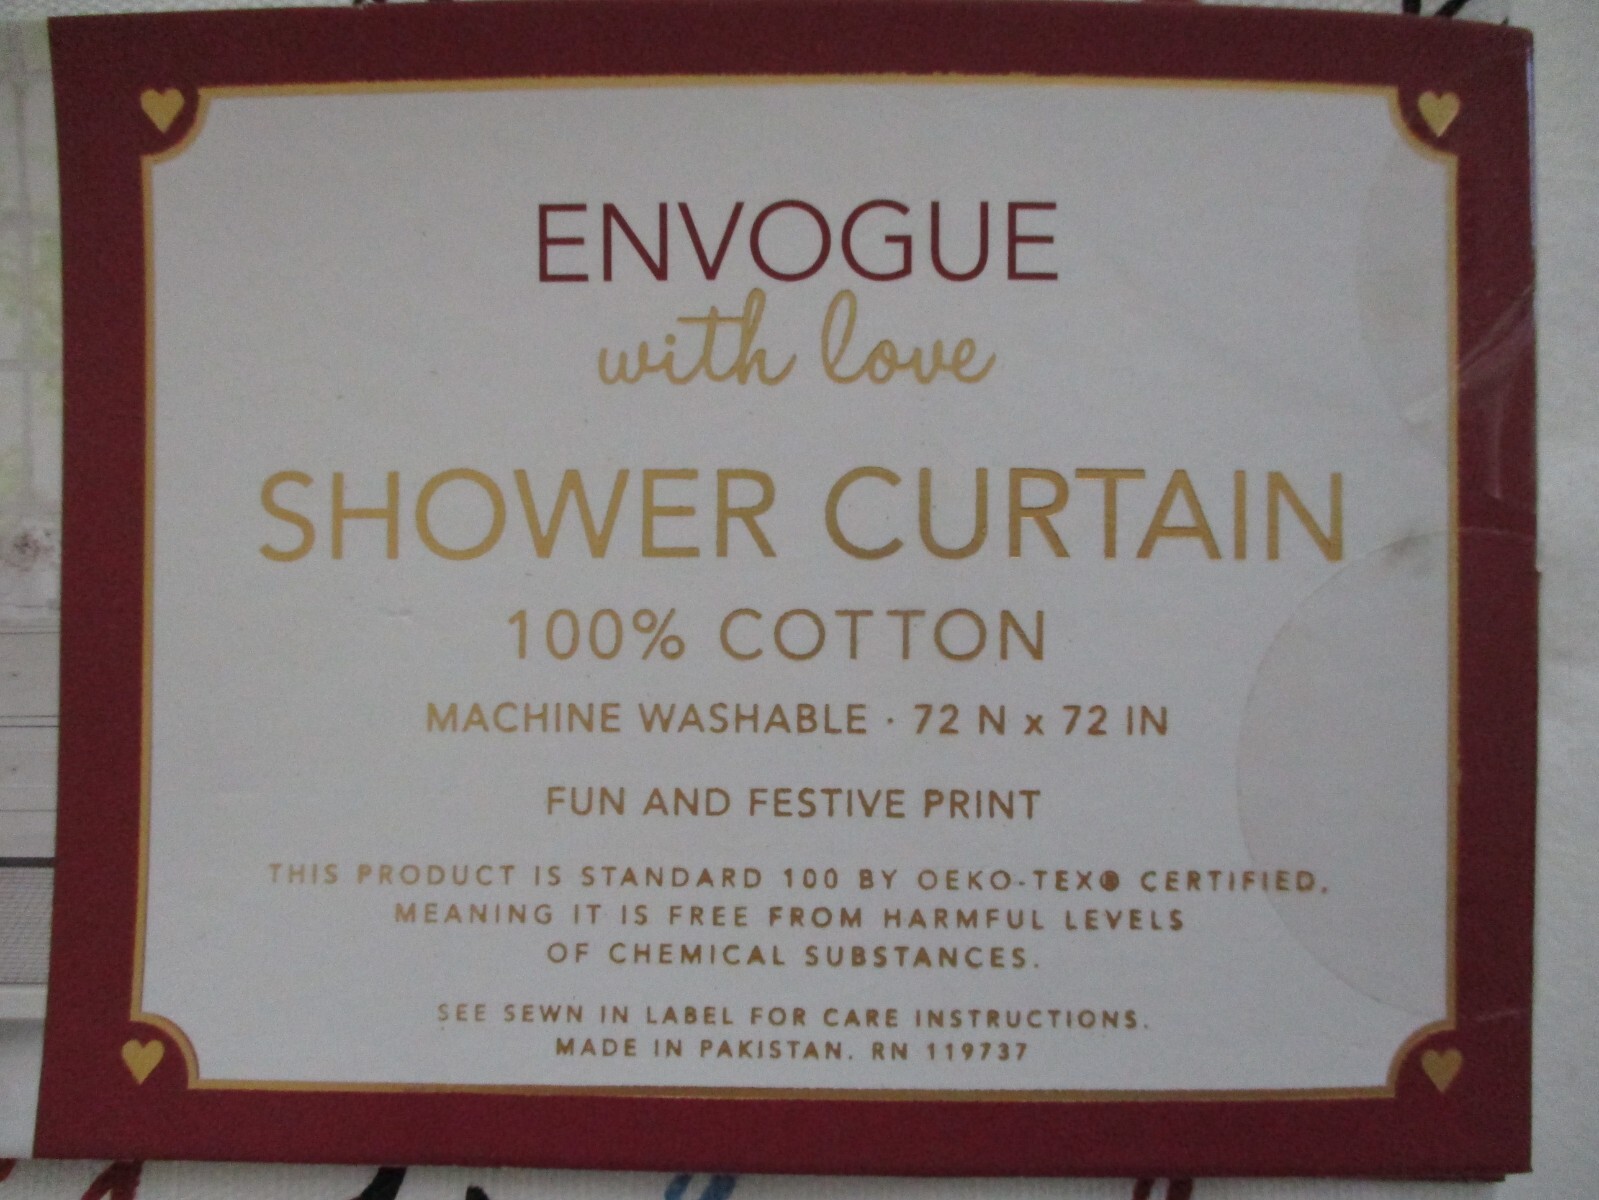 ENVOGUE
with love
SHOWER CURTAIN
100% COTTON
MACHINE WASHABLE · 72 N x 72 IN
FUN AND FESTIVE PRINT
THIS PRODUCT IS STANDARD 100 BY OEKO-TEX® CERTIFIED,
MEANING IT IS FREE FROM HARMFUL LEVELS
OF CHEMICAL SUBSTANCES.
SEE SEWN IN LABEL FOR CARE INSTRUCTIONS.
MADE IN PAKISTAN. RN 119737